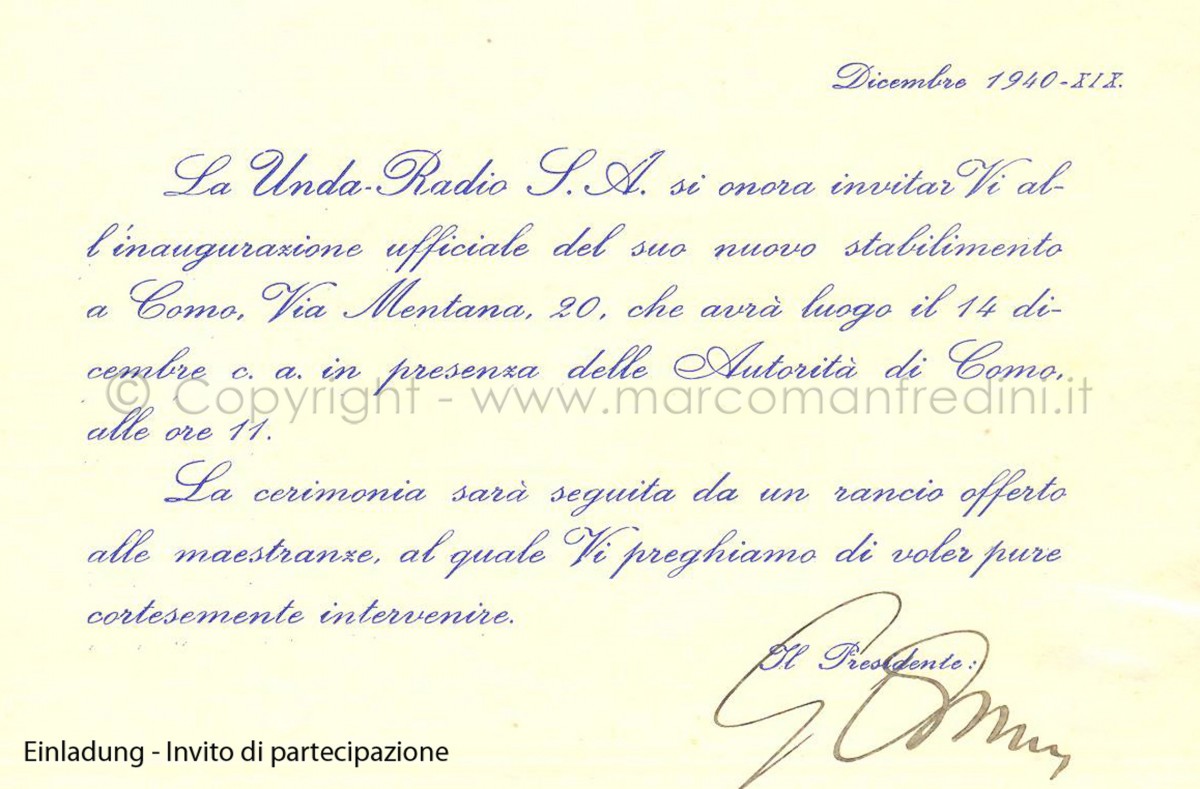 Dicembre 1940-XIX.
La Unda-Radio S. A. si onora invitar Vi al-
l'inaugurazione ufficiale del suo nuovo stabilimento
a Como, Via Mentana, 20, che avrà luogo il 14 di-
cembre c. a. in presenza delle Autorità di Como,
© Copyright - www.marcomanfredini.it
alle ore 11.
La cerimonia sarà seguita da un rancio offerto
alle maestranze, al quale Vi preghiamo di voler pure
cortesemente intervenire.
Il Presidente:
Einladung - Invito di partecipazione